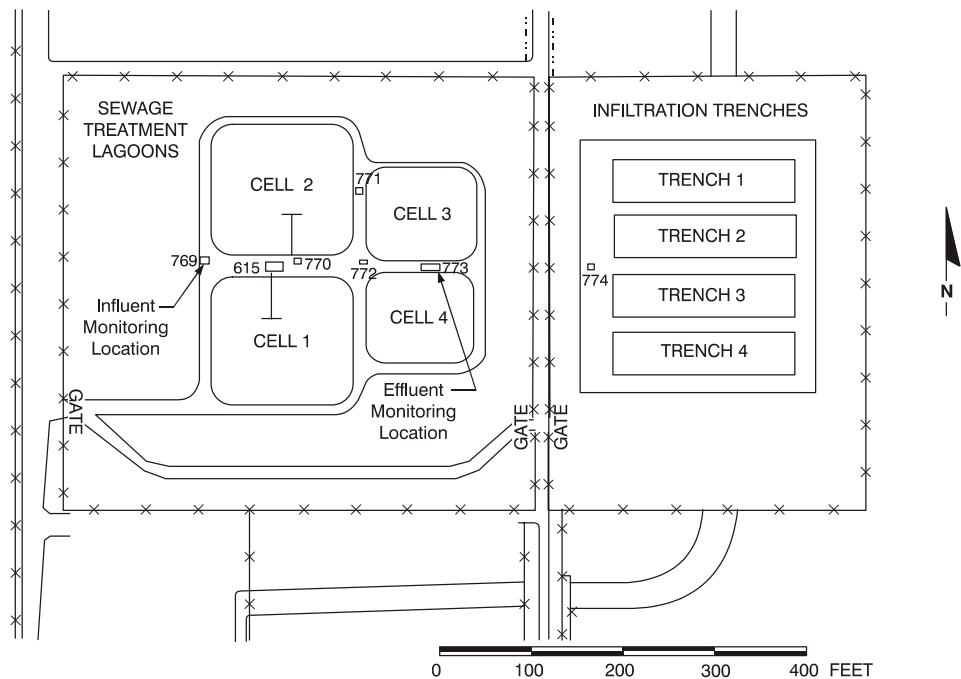 SEWAGE
TREATMENT
LAGOONS
INFILTRATION TRENCHES
CELL 2
771
CELL 3
TRENCH 1
TRENCH 2
769
615
770
772
773
774
TRENCH 3
Influent
Monitoring
Location
CELL 1
CELL 4
TRENCH 4
Effluent
Monitoring
Location
GATE
GATE
GATE
N
0 100 200 300 400 FEET